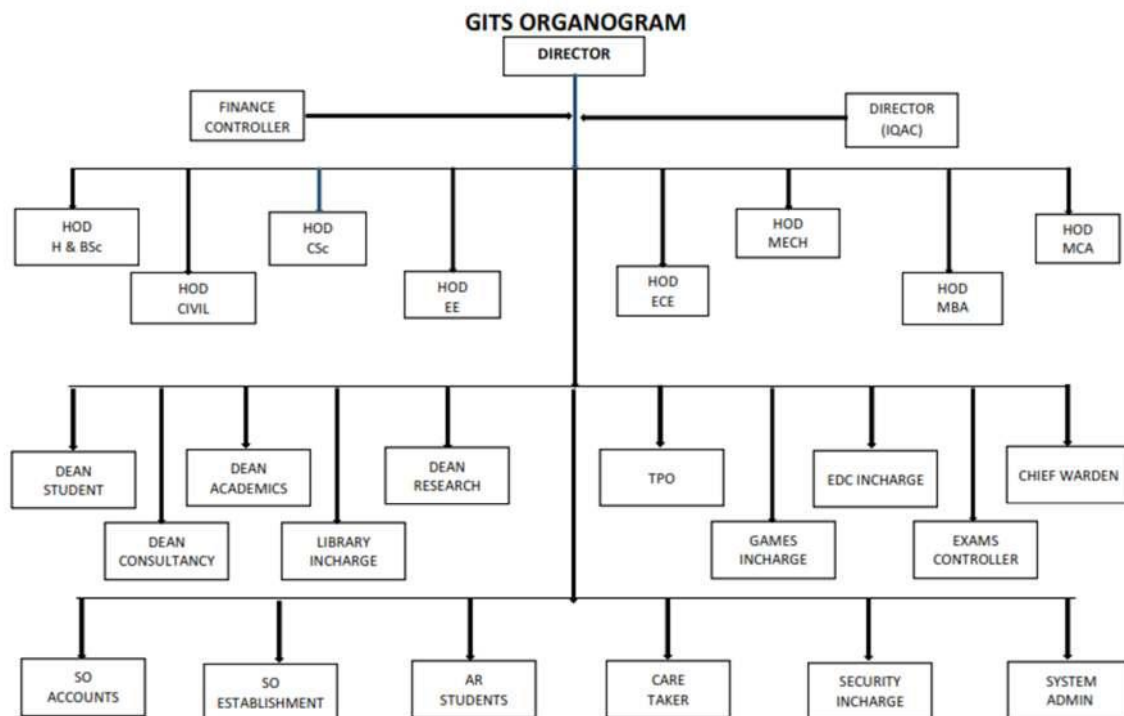 GITS ORGANOGRAM
DIRECTOR
FINANCE
CONTROLLER
DIRECTOR
(IQAC)
HOD
H & BSc
HOD
CIVIL
HOD
CSc
HOD
EE
HOD
ECE
HOD
MECH
HOD
MBA
HOD
MCA
DEAN
STUDENT
DEAN
CONSULTANCY
DEAN
ACADEMICS
LIBRARY
INCHARGE
DEAN
RESEARCH
TPO
GAMES
INCHARGE
EDC INCHARGE
EXAMS
CONTROLLER
CHIEF WARDEN
SO
ACCOUNTS
SO
ESTABLISHMENT
AR
STUDENTS
CARE
TAKER
SECURITY
INCHARGE
SYSTEM
ADMIN